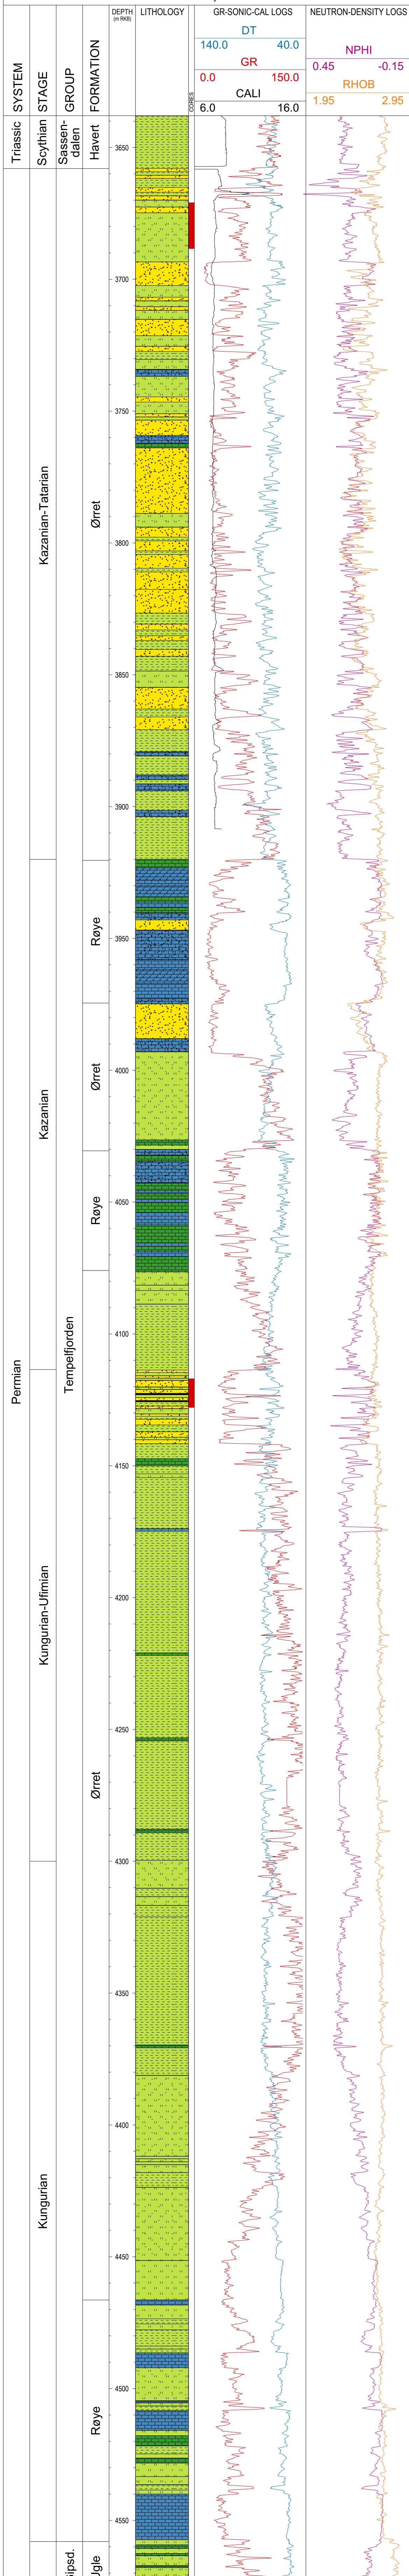 DEPTH
(m RKB)
LITHOLOGY
GR-SONIC-CAL LOGS
NEUTRON-DENSITY LOGS
SYSTEM
STAGE
GROUP
FORMATION
CORES
DT
140.0 40.0
GR
0.0 150.0
CALI
6.0 16.0
NPHI
0.45 -0.15
RHOB
1.95 2.95
Triassic
Scythian
Sassen-
dalen
Havert
3650
3700
3750
Kazanian-Tatarian
Ørret
3800
3850
3900
Røye
3950
Kazanian
Ørret
4000
Røye
4050
Permian
Tempelfjorden
4100
4150
Kungurian-Ufimian
4200
4250
Ørret
4300
4350
4400
Kungurian
4450
Røye
4500
4550
ipsd.
Ugle